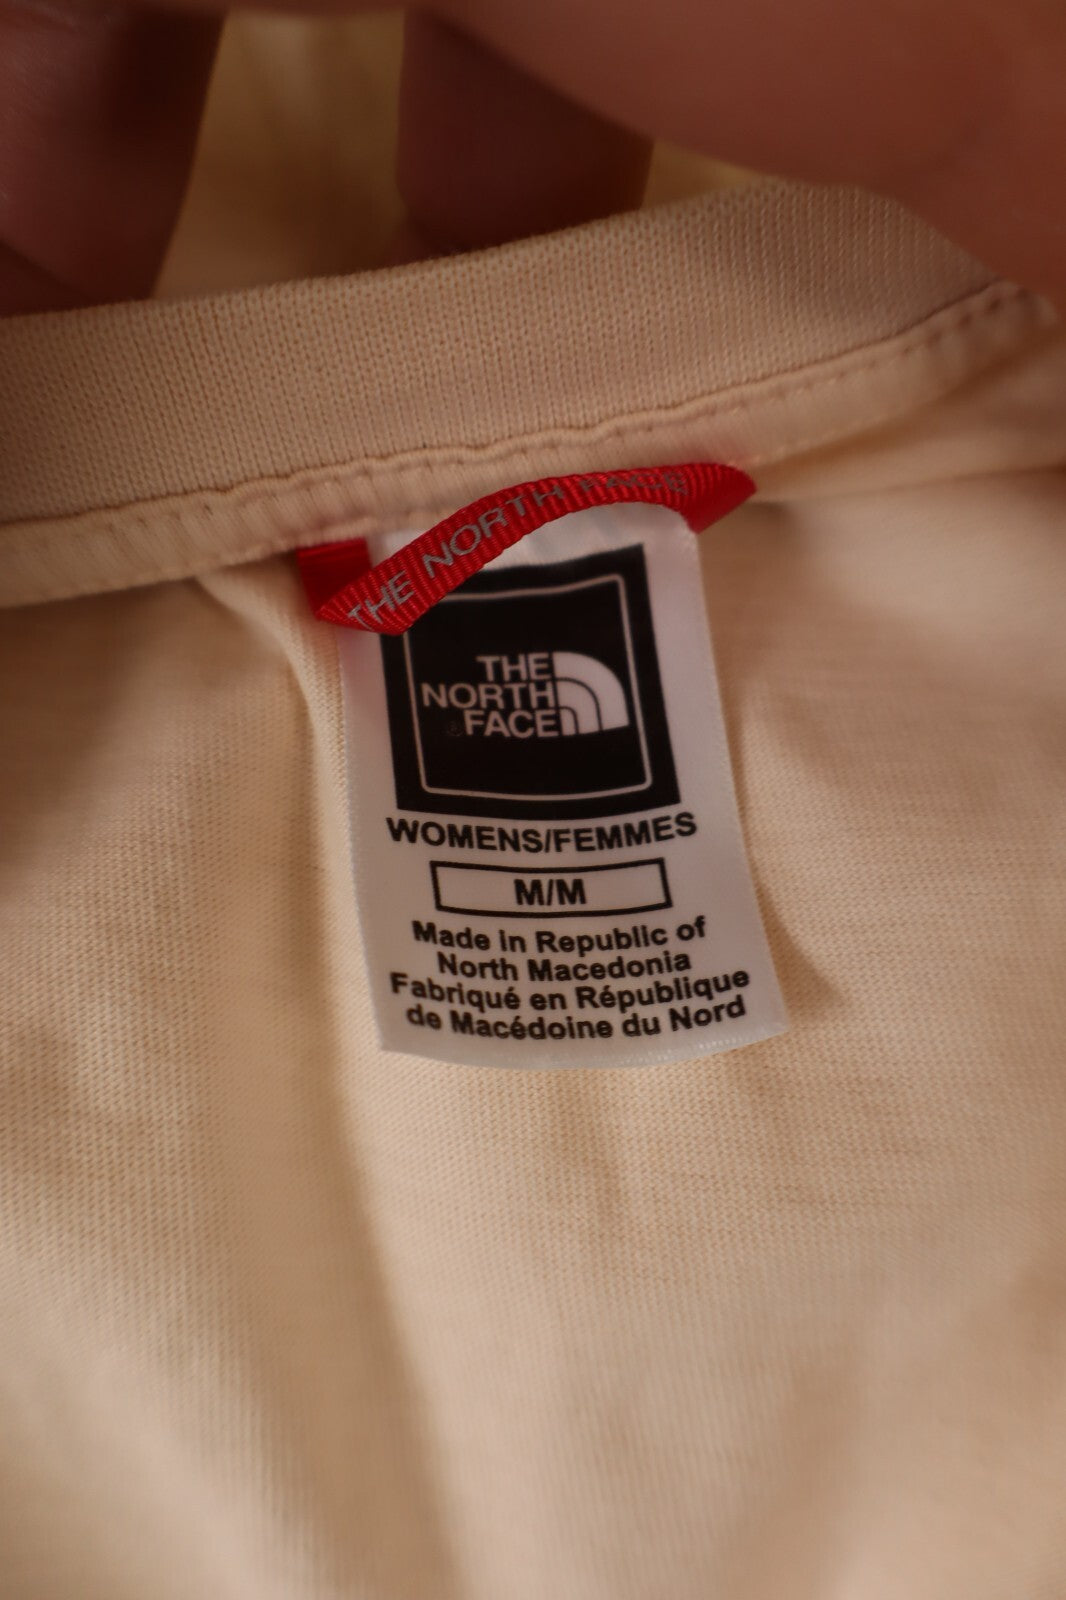 THE NORTH FACE
THE
NORTH
FACE
WOMENS/FEMMES
M/M
Made in Republic of
North Macedonia
Fabriqué en République
de Macédoine du Nord